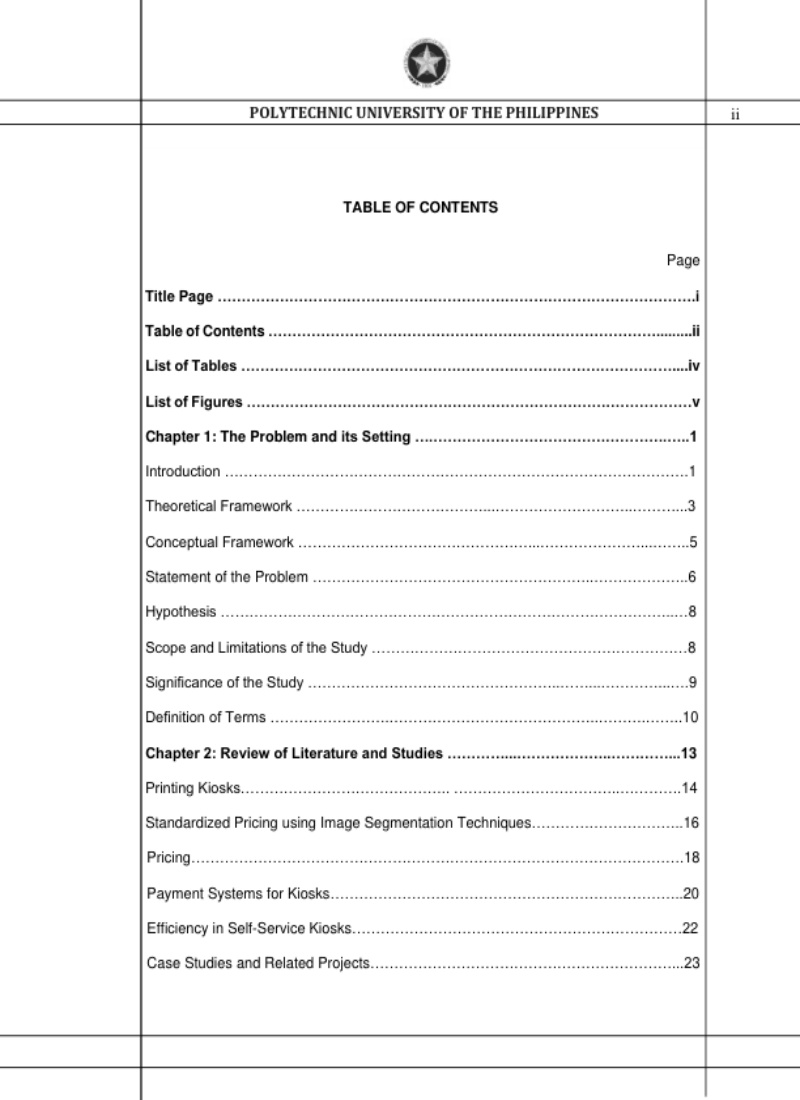 POLYTECHNIC UNIVERSITY OF THE PHILIPPINES ii
TABLE OF CONTENTS
Page
Title Page ……………………………………………………………………………………….i
Table of Contents ………………………………………………………………………..........ii
List of Tables ………………………………………………………………………………....iv
List of Figures ………………………………………………………………………………….v
Chapter 1: The Problem and its Setting ……………………………………………….…..1
Introduction ……………………………………………………………………………………1
Theoretical Framework ………………………………....………………………..………...3
Conceptual Framework …………………………………………...…………………...…….5
Statement of the Problem ………………………………………………..………………..6
Hypothesis ………………………………………………………………………………...…8
Scope and Limitations of the Study …………………………………………………………8
Significance of the Study …………………………………………..……...…………...….9
Definition of Terms …………………………………………………………..…….……..10
Chapter 2: Review of Literature and Studies …………....………………..…….……...13
Printing Kiosks…………………………………….. ……………………………..………….14
Standardized Pricing using Image Segmentation Techniques…………………………..16
Pricing………………………………………………………………………………………….18
Payment Systems for Kiosks………………………………………………………………..20
Efficiency in Self-Service Kiosks…………………………………………………………….22
Case Studies and Related Projects………………………………………………………...23